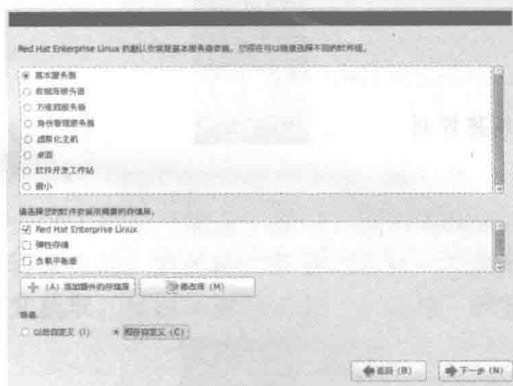 Red Hat Enterprise Linux 的默认安装是基本服务器安装。您现在可以随意选择不同的软件组。
基本服务器
数据库服务器
万维网服务器
身份管理服务器
虚拟化主机
桌面
软件开发工作站
最小
请选择您的软件安装所需要的存储库。
Red Hat Enterprise Linux
弹性存储
负载平衡器
(A) 添加额外的存储库
修改库 (M)
或者,
以后自定义 (I)
现在自定义 (C)
返回 (B)
下一步 (N)